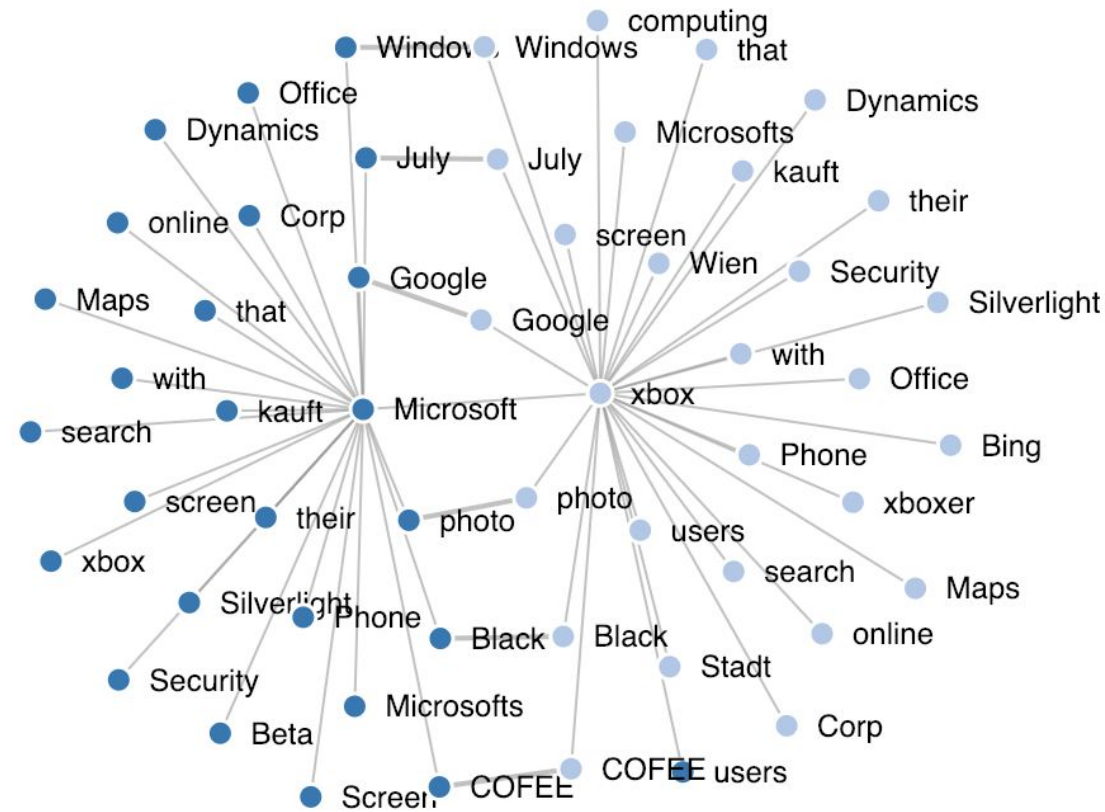 computing
Windows
Windows
that
Office
Dynamics
Dynamics
Microsofts
July
July
kauft
their
online
Corp
screen
Wien
Security
Google
Maps
that
Google
Silverlight
with
with
Office
xbox
kauft
Microsoft
search
Bing
Phone
screen
their
photo
photo
xboxer
users
xbox
search
Silverlight
Phone
Maps
Black
Black
online
Stadt
Security
Microsofts
Beta
Corp
COFEE
users
COFEE
Screen